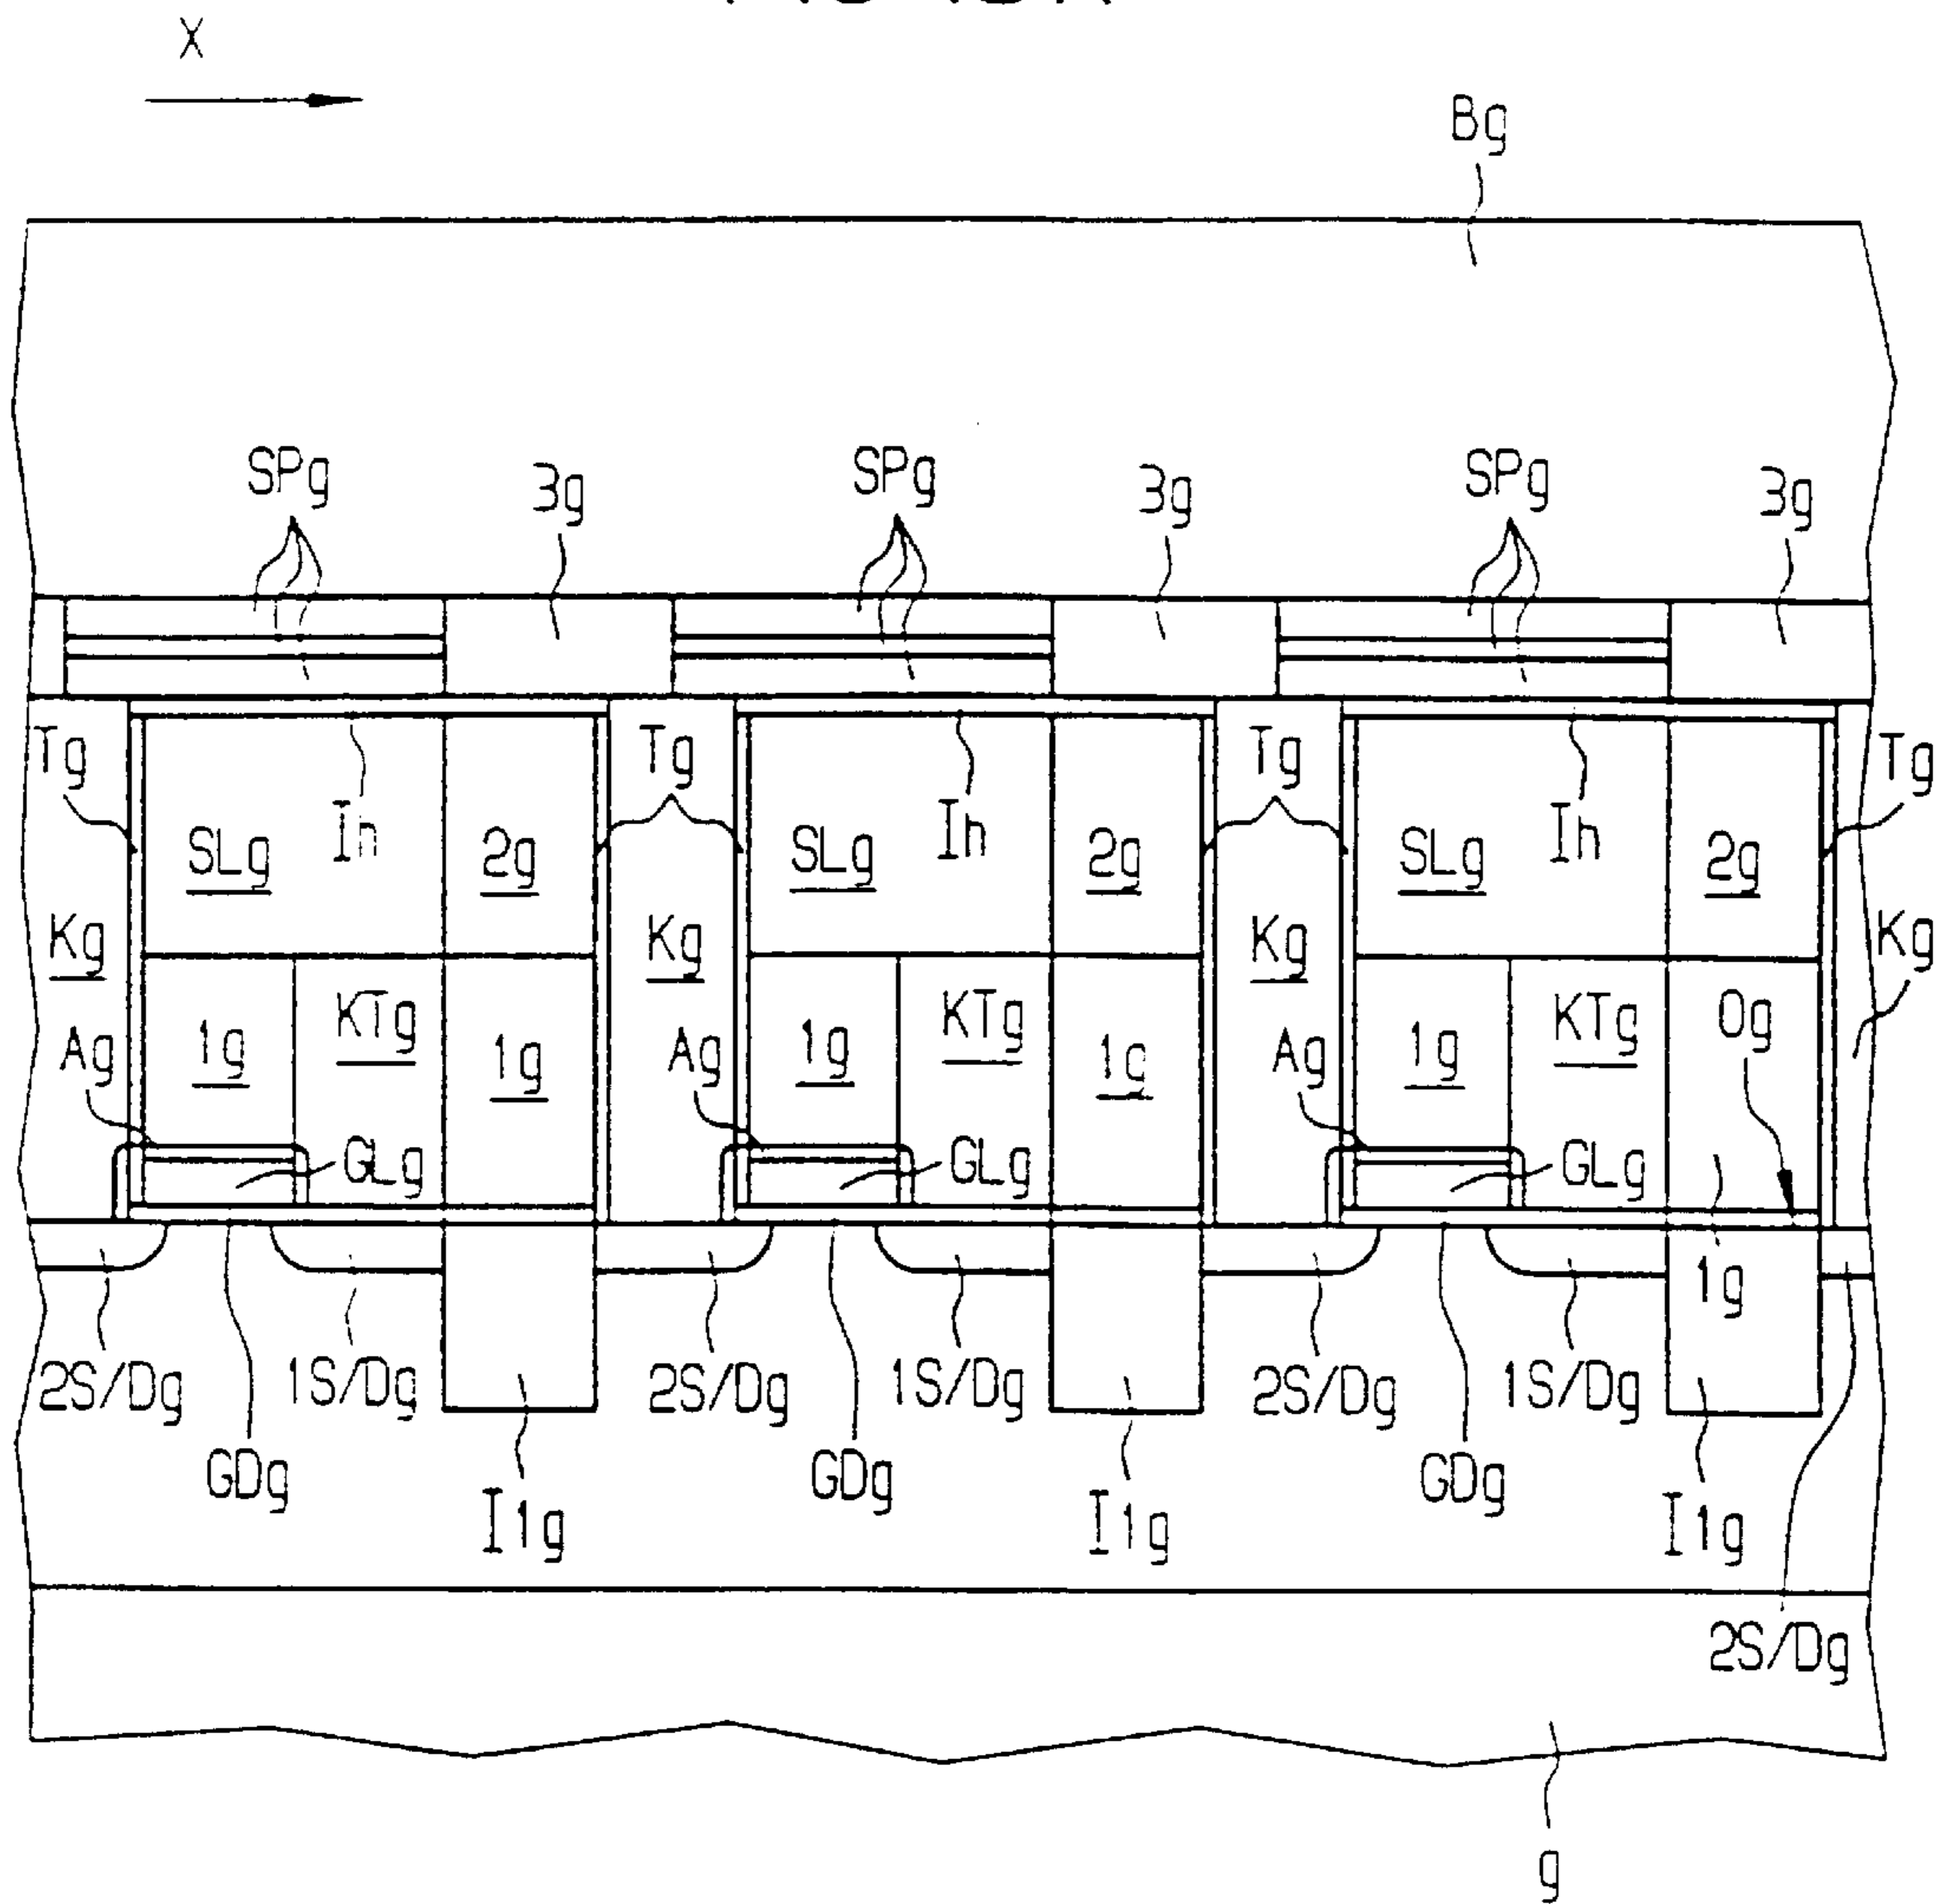 X
Bg
SPg 3g SPg 3g SPg 3g
Tg Tg Tg Tg
SLg Ih 2g SLg Ih 2g SLg Ih 2g
Kg Kg Kg Kg
Ag 1g KTg 1g Ag 1g KTg 1g Ag 1g KTg Og
GLg GLg GLg
1g
2S/Dg 1S/Dg 2S/Dg 1S/Dg 2S/Dg 1S/Dg
GDg GDg GDg
I1g I1g I1g
2S/Dg
g